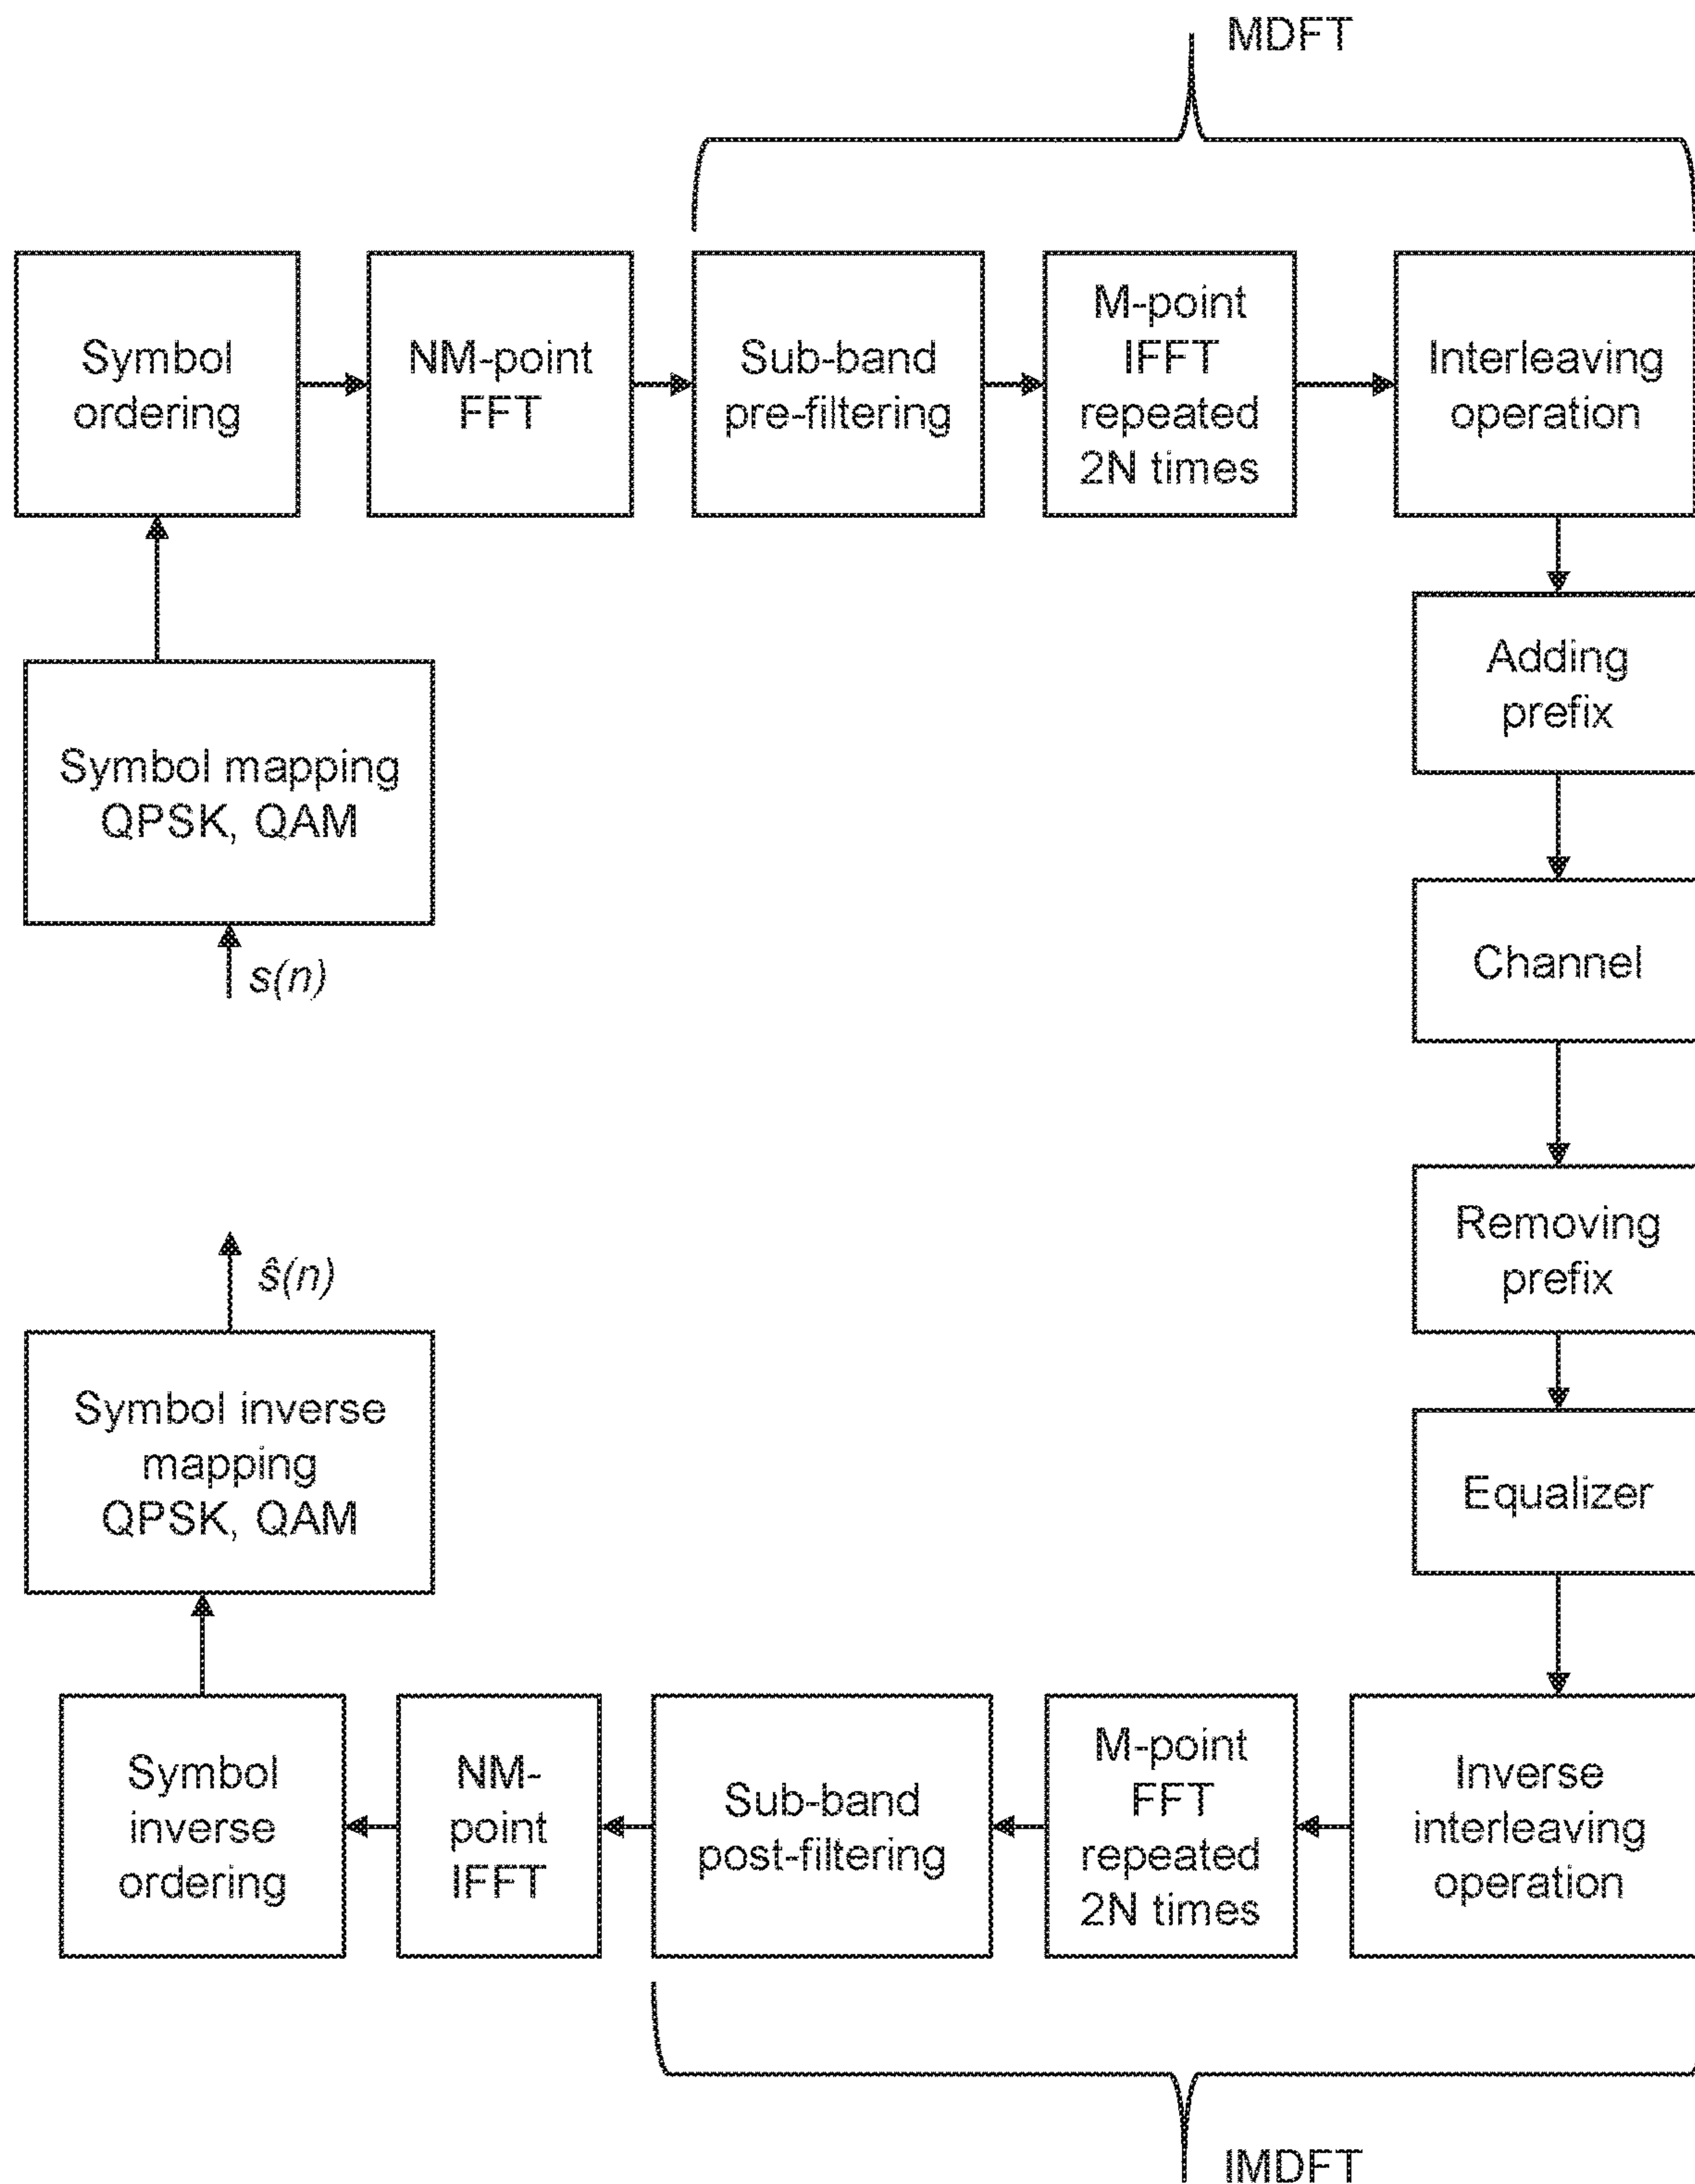 MDFT
Symbol
ordering
NM-point
FFT
Sub-band
pre-filtering
M-point
IFFT
repeated
2N times
Interleaving
operation
Adding
prefix
Symbol mapping
QPSK, QAM
s(n)
Channel
Removing
prefix
ŝ(n)
Symbol inverse
mapping
QPSK, QAM
Equalizer
Symbol
inverse
ordering
NM-
point
IFFT
Sub-band
post-filtering
M-point
FFT
repeated
2N times
Inverse
interleaving
operation
IMDFT